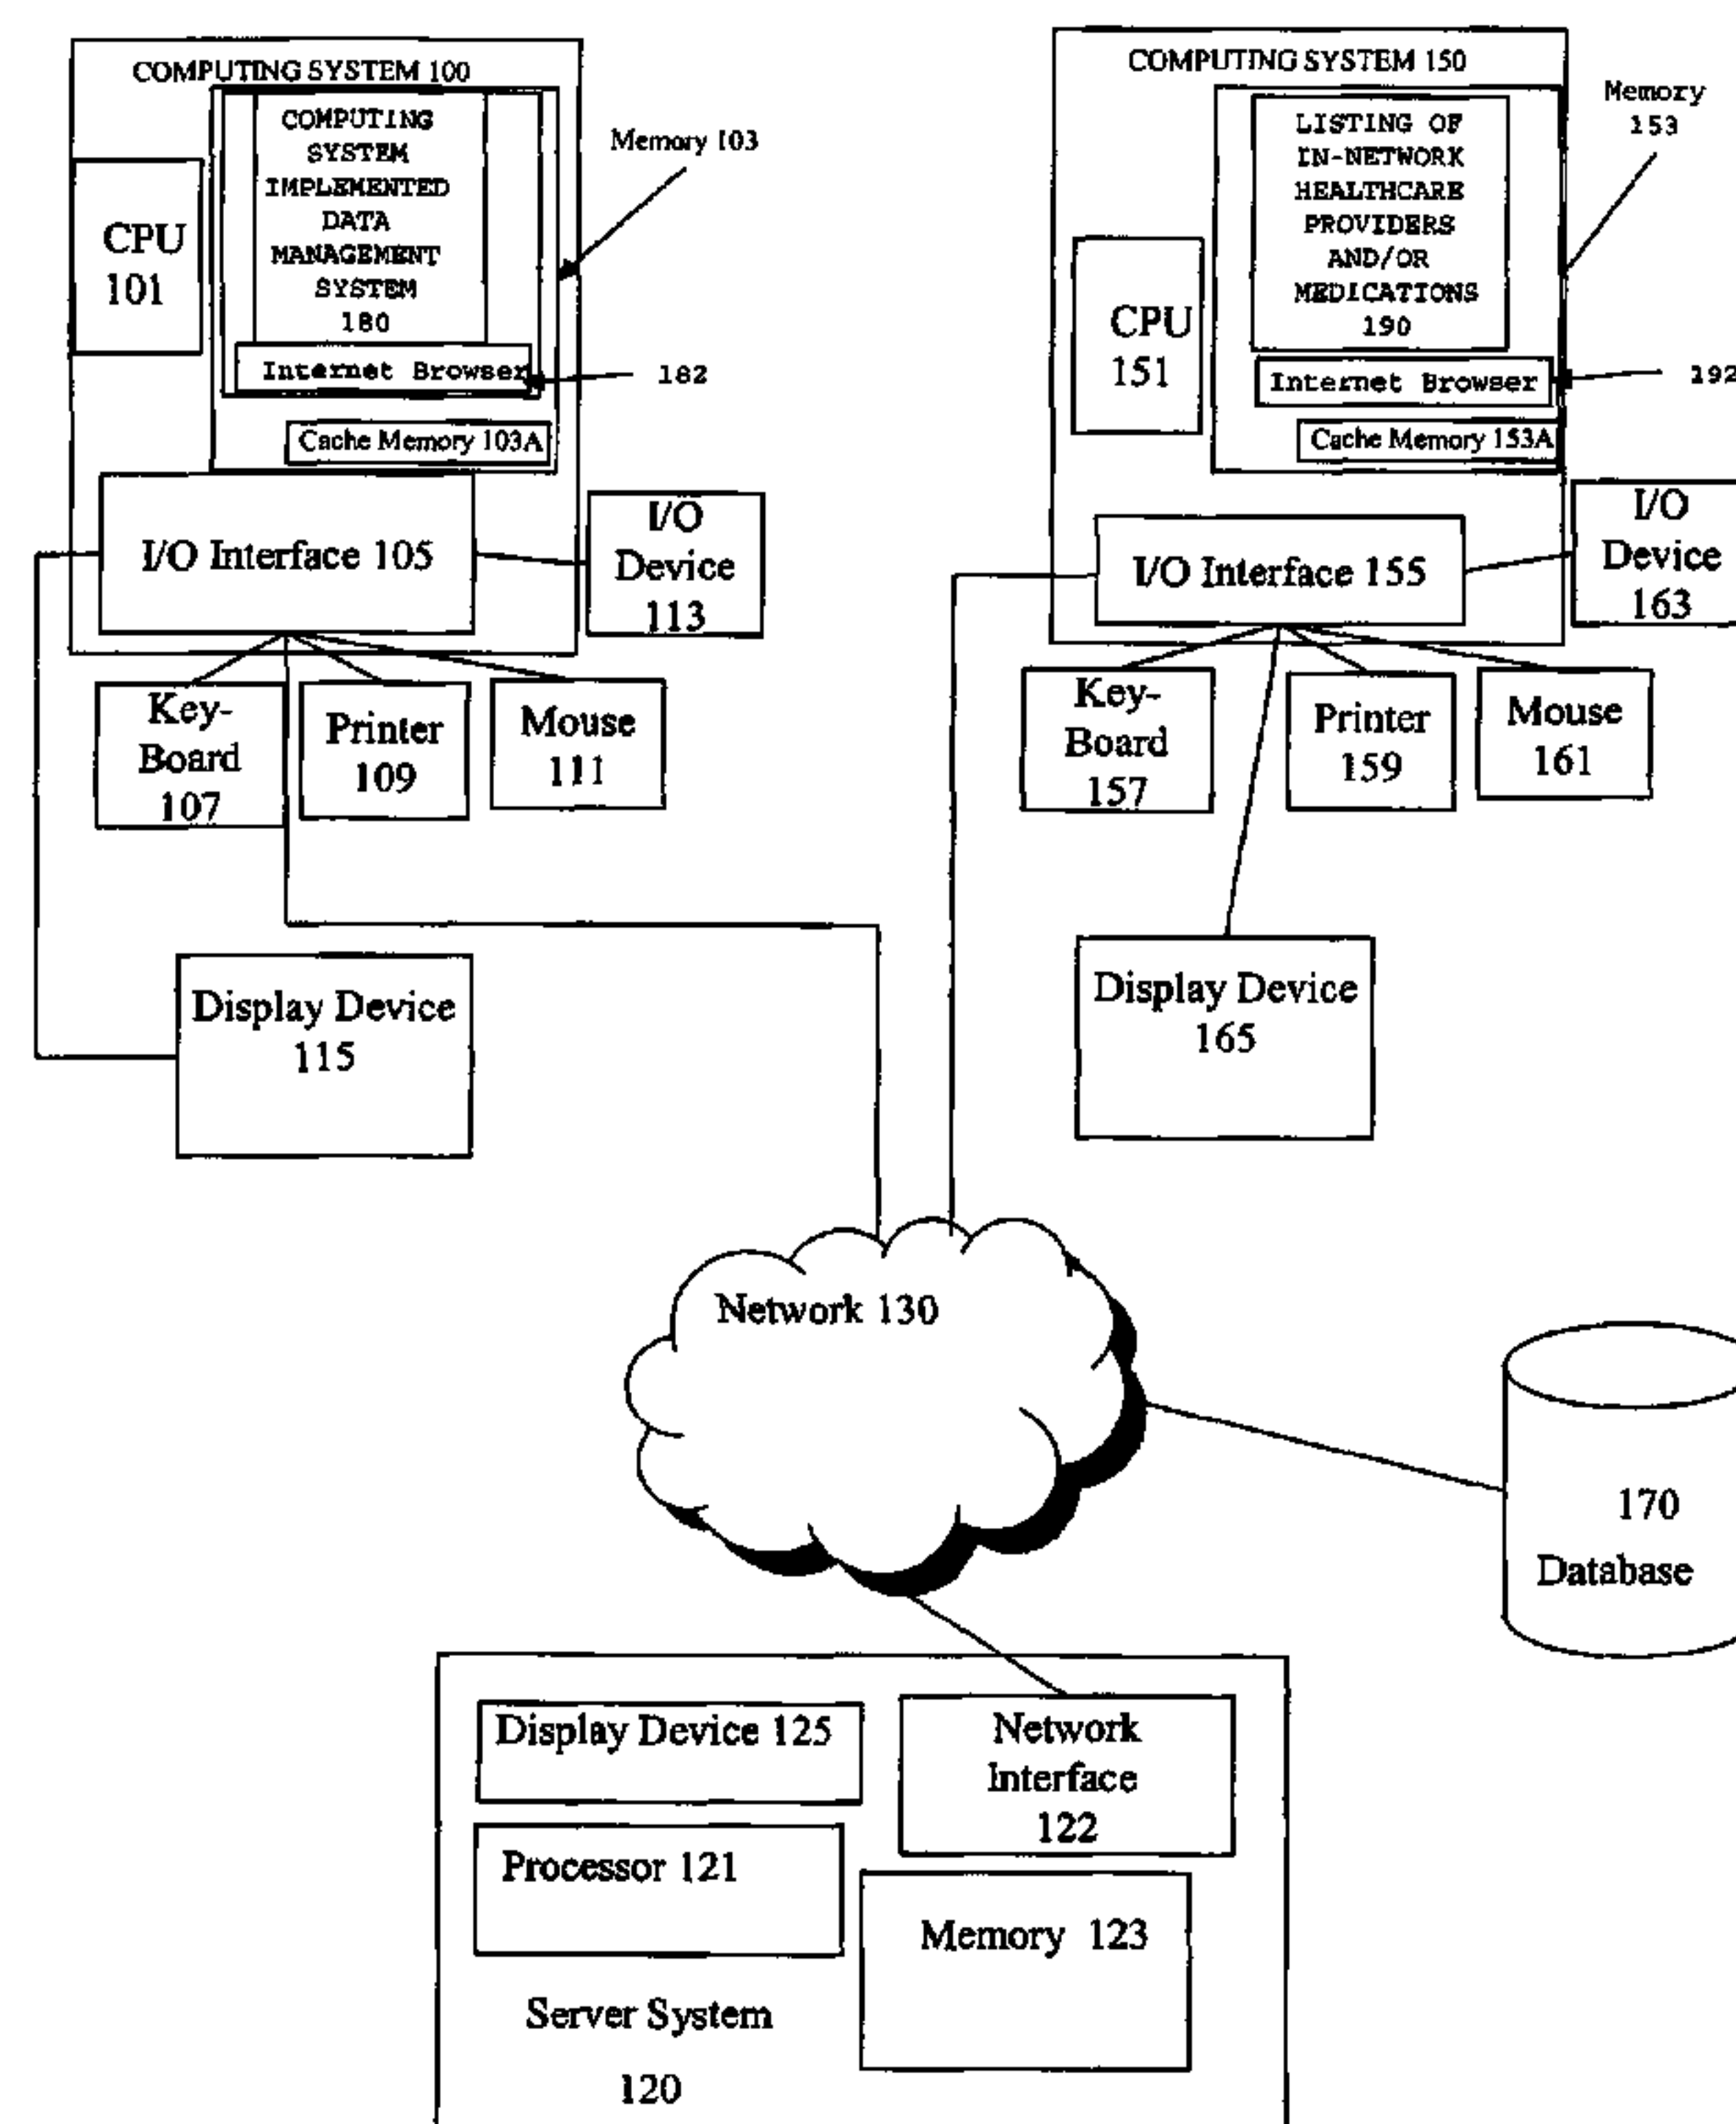 COMPUTING SYSTEM 100
COMPUTING
SYSTEM
IMPLEMENTED
DATA
MANAGEMENT
SYSTEM
180
Memory 103
CPU
101
Internet Browser
182
Cache Memory 103A
I/O Interface 105
I/O
Device
113
Key-
Board
107
Printer
109
Mouse
111
Display Device
115
COMPUTING SYSTEM 150
LISTING OF
IN-NETWORK
HEALTHCARE
PROVIDERS
AND/OR
MEDICATIONS
190
Memory
153
CPU
151
Internet Browser
192
Cache Memory 153A
I/O Interface 155
I/O
Device
163
Key-
Board
157
Printer
159
Mouse
161
Display Device
165
Network 130
170
Database
Display Device 125
Network
Interface
122
Processor 121
Memory 123
Server System
120